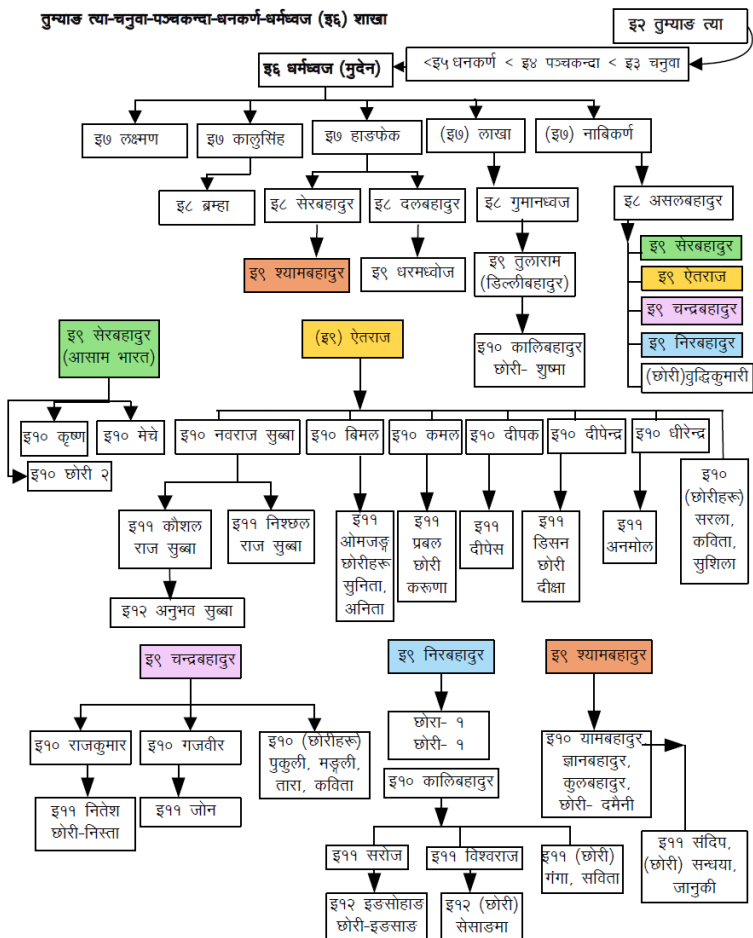 तुम्याङ त्या-चनुवा-पञ्चकन्दा-धनकर्ण-धर्मध्वज (इ६) शाखा
इ२ तुम्याङ त्या
<इ५ धनकर्ण < इ४ पञ्चकन्दा < इ३ चनुवा
इ६ धर्मध्वज (मुदेन)
इ७ लक्ष्मण
इ७ कालुसिंह
इ७ हाङफेक
(इ७) लाखा
(इ७) नाबिकर्ण
इ८ ब्रम्हा
इ८ सेरबहादुर
इ८ दलबहादुर
इ८ गुमानध्वज
इ८ असलबहादुर
इ९ श्यामबहादुर
इ९ धरमध्वोज
इ९ तुलाराम
(डिल्लीबहादुर)
इ९ सेरबहादुर
इ९ ऐतराज
इ९ चन्द्रबहादुर
इ९ निरबहादुर
(छोरी)वुद्धिकुमारी
इ१० कालिबहादुर
छोरी- शुष्मा
इ९ सेरबहादुर
(आसाम भारत)
(इ९) ऐतराज
इ१० कृष्ण
इ१० मेचे
इ१० छोरी २
इ१० नवराज सुब्बा
इ१० बिमल
इ१० कमल
इ१० दीपक
इ१० दीपेन्द्र
इ१० धीरेन्द्र
इ१०
(छोरीहरू)
सरला,
कविता,
सुशिला
इ११ कौशल
राज सुब्बा
इ११ निश्छल
राज सुब्बा
इ११
ओमजङ्ग
छोरीहरू
सुनिता,
अनिता
इ११
प्रबल
छोरी
करूणा
इ११
दीपेस
इ११
डिसन
छोरी
दीक्षा
इ११
अनमोल
इ१२ अनुभव सुब्बा
इ९ चन्द्रबहादुर
इ९ निरबहादुर
इ९ श्यामबहादुर
इ१० राजकुमार
इ१० गजवीर
इ१० (छोरीहरू)
पुकुली, मङ्गली,
तारा, कविता
छोरा- १
छोरी- १
इ१० यामबहादुर,
ज्ञानबहादुर,
कुलबहादुर,
छोरी- दमैनी
इ११ नितेश
छोरी-निस्ता
इ११ जोन
इ१० कालिबहादुर
इ११ सरोज
इ११ विश्वराज
इ११ (छोरी)
गंगा, सविता
इ११ संदिप,
(छोरी) सन्धया,
जानुकी
इ१२ इङसोहाङ
छोरी-इङसाङ
इ१२ (छोरी)
सेसाङमा